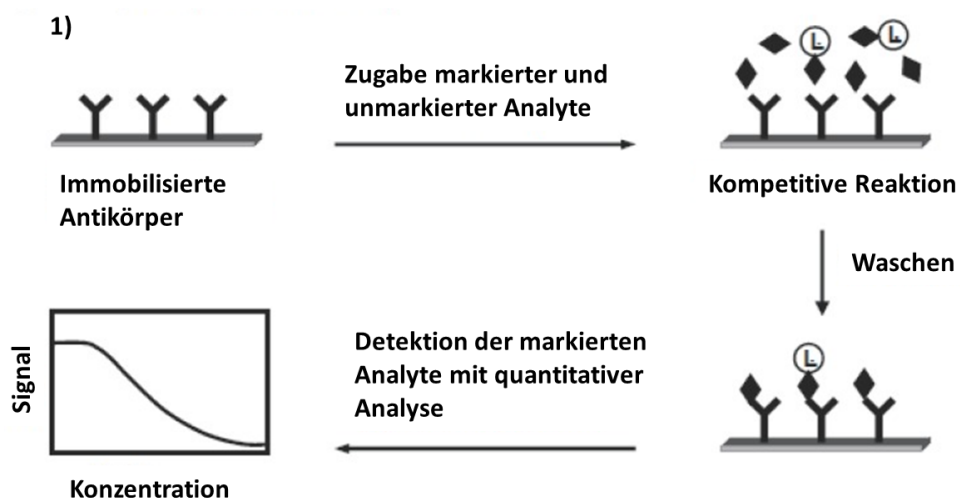 1)
Zugabe markierter und
unmarkierter Analyte
L
L
Immobilisierte
Antikörper
Kompetitive Reaktion
Waschen
L
Detektion der markierten
Analyte mit quantitativer
Analyse
Signal
Konzentration